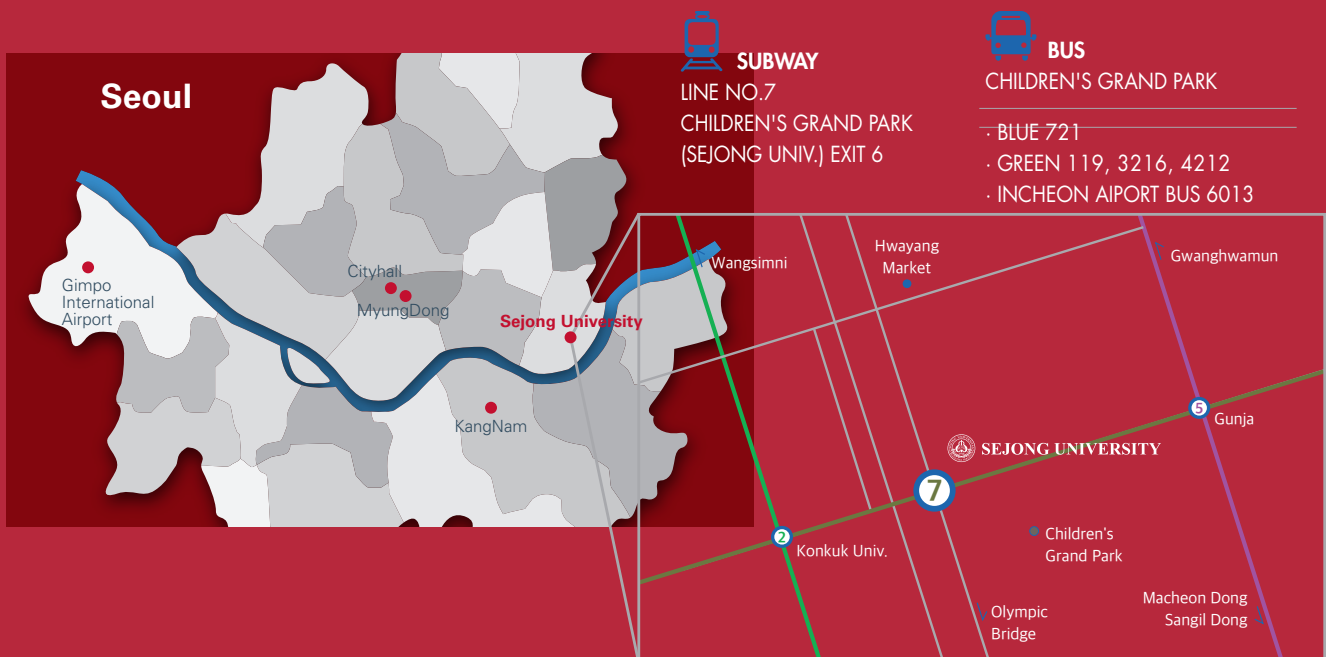 Seoul
SUBWAY
LINE NO.7
CHILDREN'S GRAND PARK
(SEJONG UNIV.) EXIT 6
BUS
CHILDREN'S GRAND PARK
· BLUE 721
· GREEN 119, 3216, 4212
· INCHEON AIPORT BUS 6013
Gimpo
International
Airport
Cityhall
MyungDong
Sejong University
KangNam
Wangsimni
Hwayang
Market
Gwanghwamun
5
Gunja
SEJONG UNIVERSITY
7
2
Konkuk Univ.
Children's
Grand Park
Olympic
Bridge
Macheon Dong
Sangil Dong